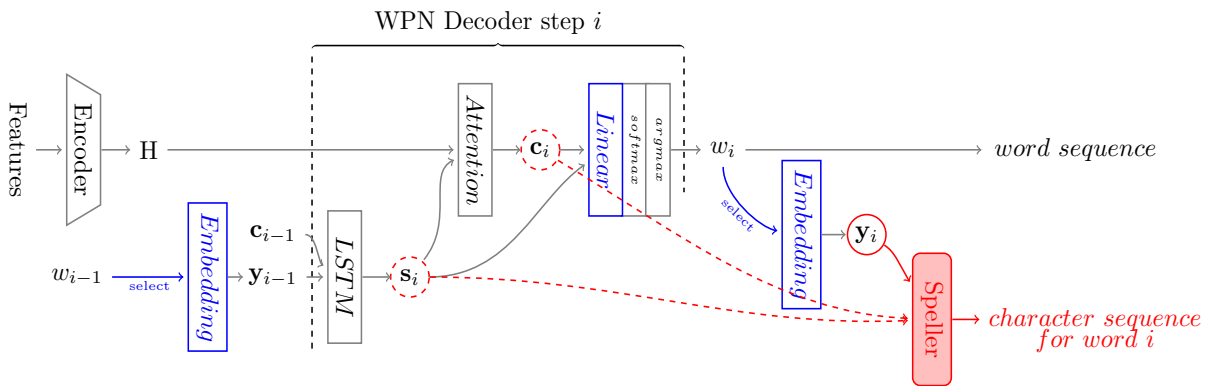 WPN Decoder step i
Features
Encoder
H
Attention
c_i
Linear
softmax
argmax
w_i
word sequence
w_{i−1}
select
Embedding
c_{i−1}
y_{i−1}
LSTM
s_i
select
Embedding
y_i
Speller
character sequence
for word i